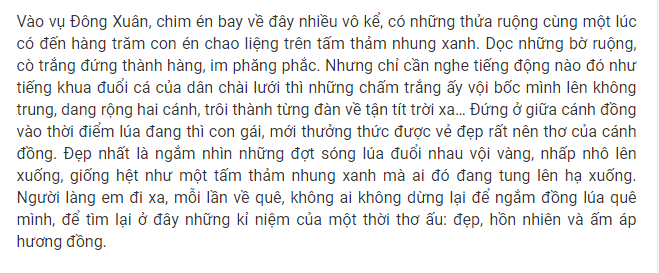 Vào vụ Đông Xuân, chim én bay về đây nhiều vô kể, có những thửa ruộng cùng một lúc
có đến hàng trăm con én chao liệng trên tấm thảm nhung xanh. Dọc những bờ ruộng,
cò trắng đứng thành hàng, im phăng phắc. Nhưng chỉ cần nghe tiếng động nào đó như
tiếng khua đuổi cá của dân chài lưới thì những chấm trắng ấy vội bốc mình lên không
trung, dang rộng hai cánh, trôi thành từng đàn về tận tít trời xa... Đứng ở giữa cánh đồng
vào thời điểm lúa đang thì con gái, mới thưởng thức được vẻ đẹp rất nên thơ của cánh
đồng. Đẹp nhất là ngắm nhìn những đợt sóng lúa đuổi nhau vội vàng, nhấp nhô lên
xuống, giống hệt như một tấm thảm nhung xanh mà ai đó đang tung lên hạ xuống.
Người làng em đi xa, mỗi lần về quê, không ai không dừng lại để ngắm đồng lúa quê
mình, để tìm lại ở đây những kỉ niệm của một thời thơ ấu: đẹp, hồn nhiên và ấm áp
hương đồng.